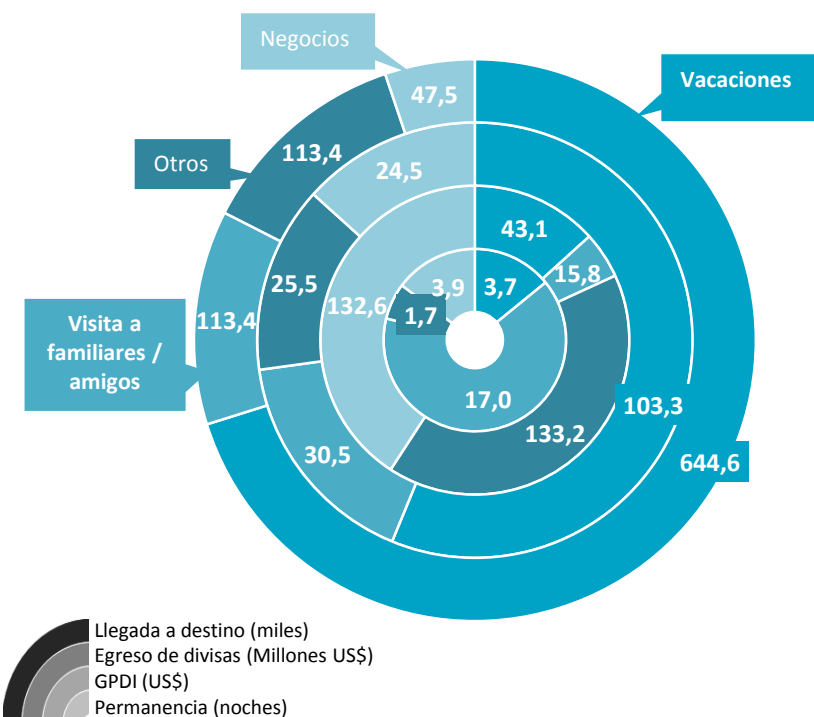 Negocios
Vacaciones
47,5
113,4
Otros
24,5
43,1
25,5
15,8
3,9
3,7
132,6
1,7
Visita a
familiares /
amigos
113,4
17,0
103,3
133,2
30,5
644,6
Llegada a destino (miles)
Egreso de divisas (Millones US$)
GPDI (US$)
Permanencia (noches)